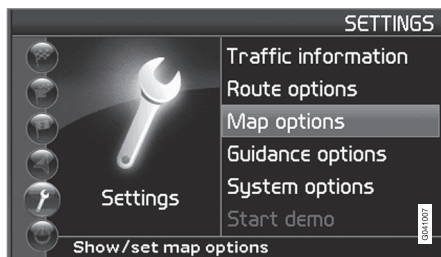 SETTINGS
Traffic information
Route options
Map options
Guidance options
System options
Start demo
Settings
Show/set map options
G041007